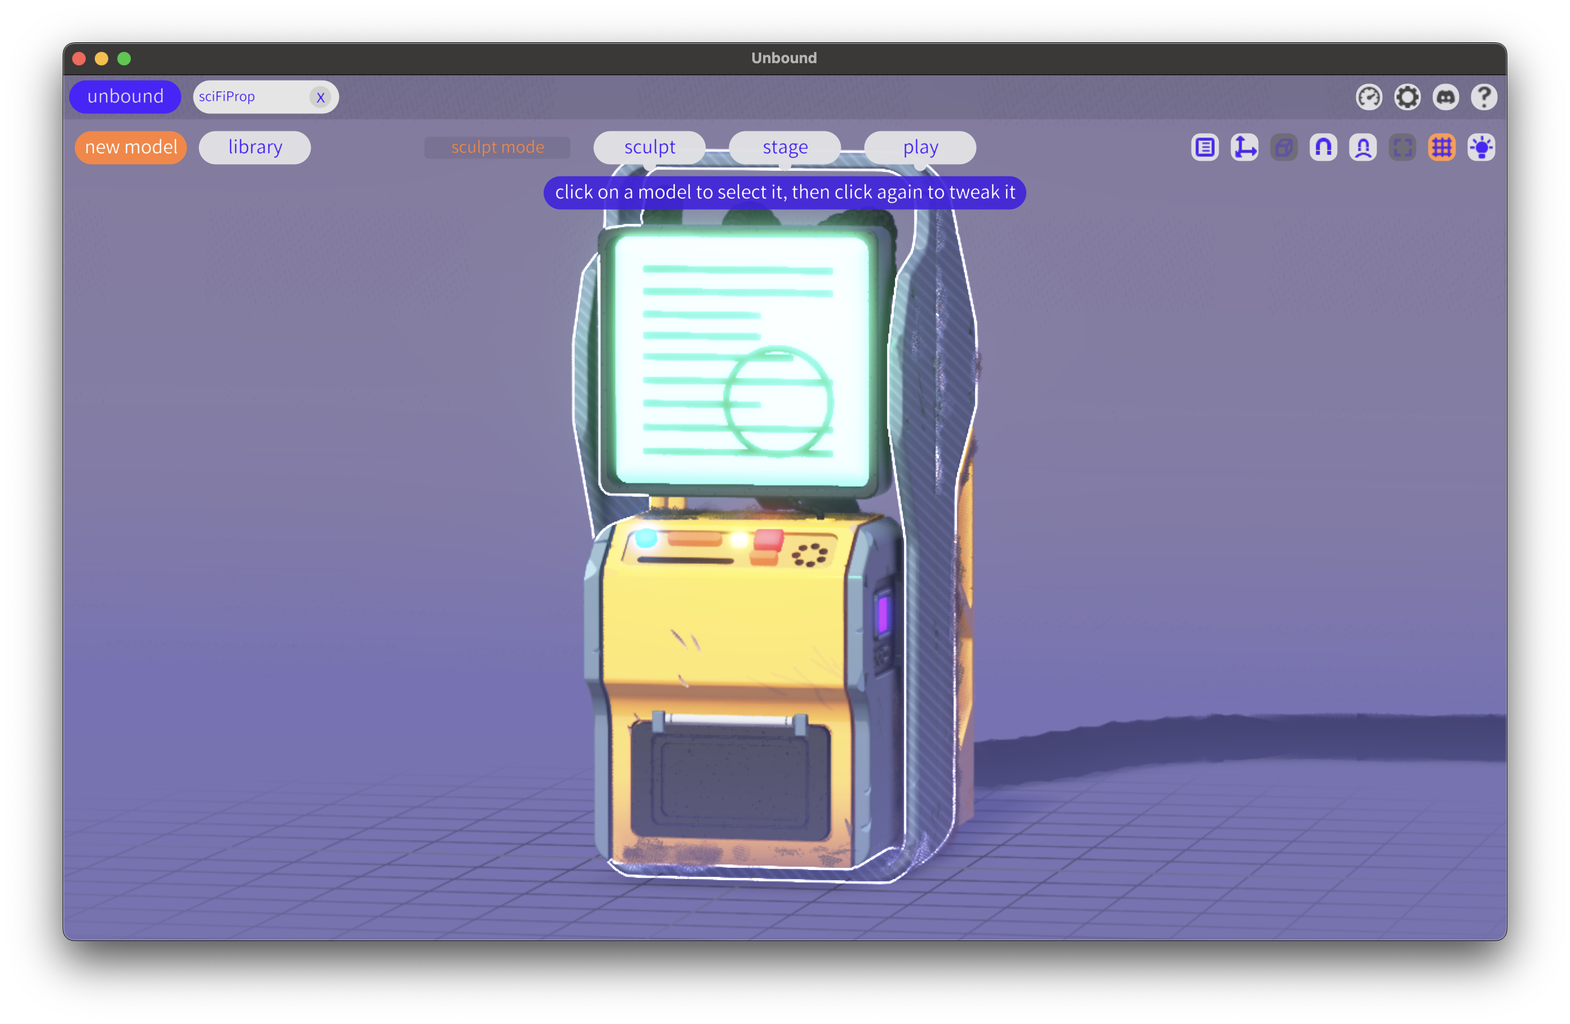 Unbound
unbound
sciFiProp
X
new model
library
sculpt mode
sculpt
stage
play
click on a model to select it, then click again to tweak it